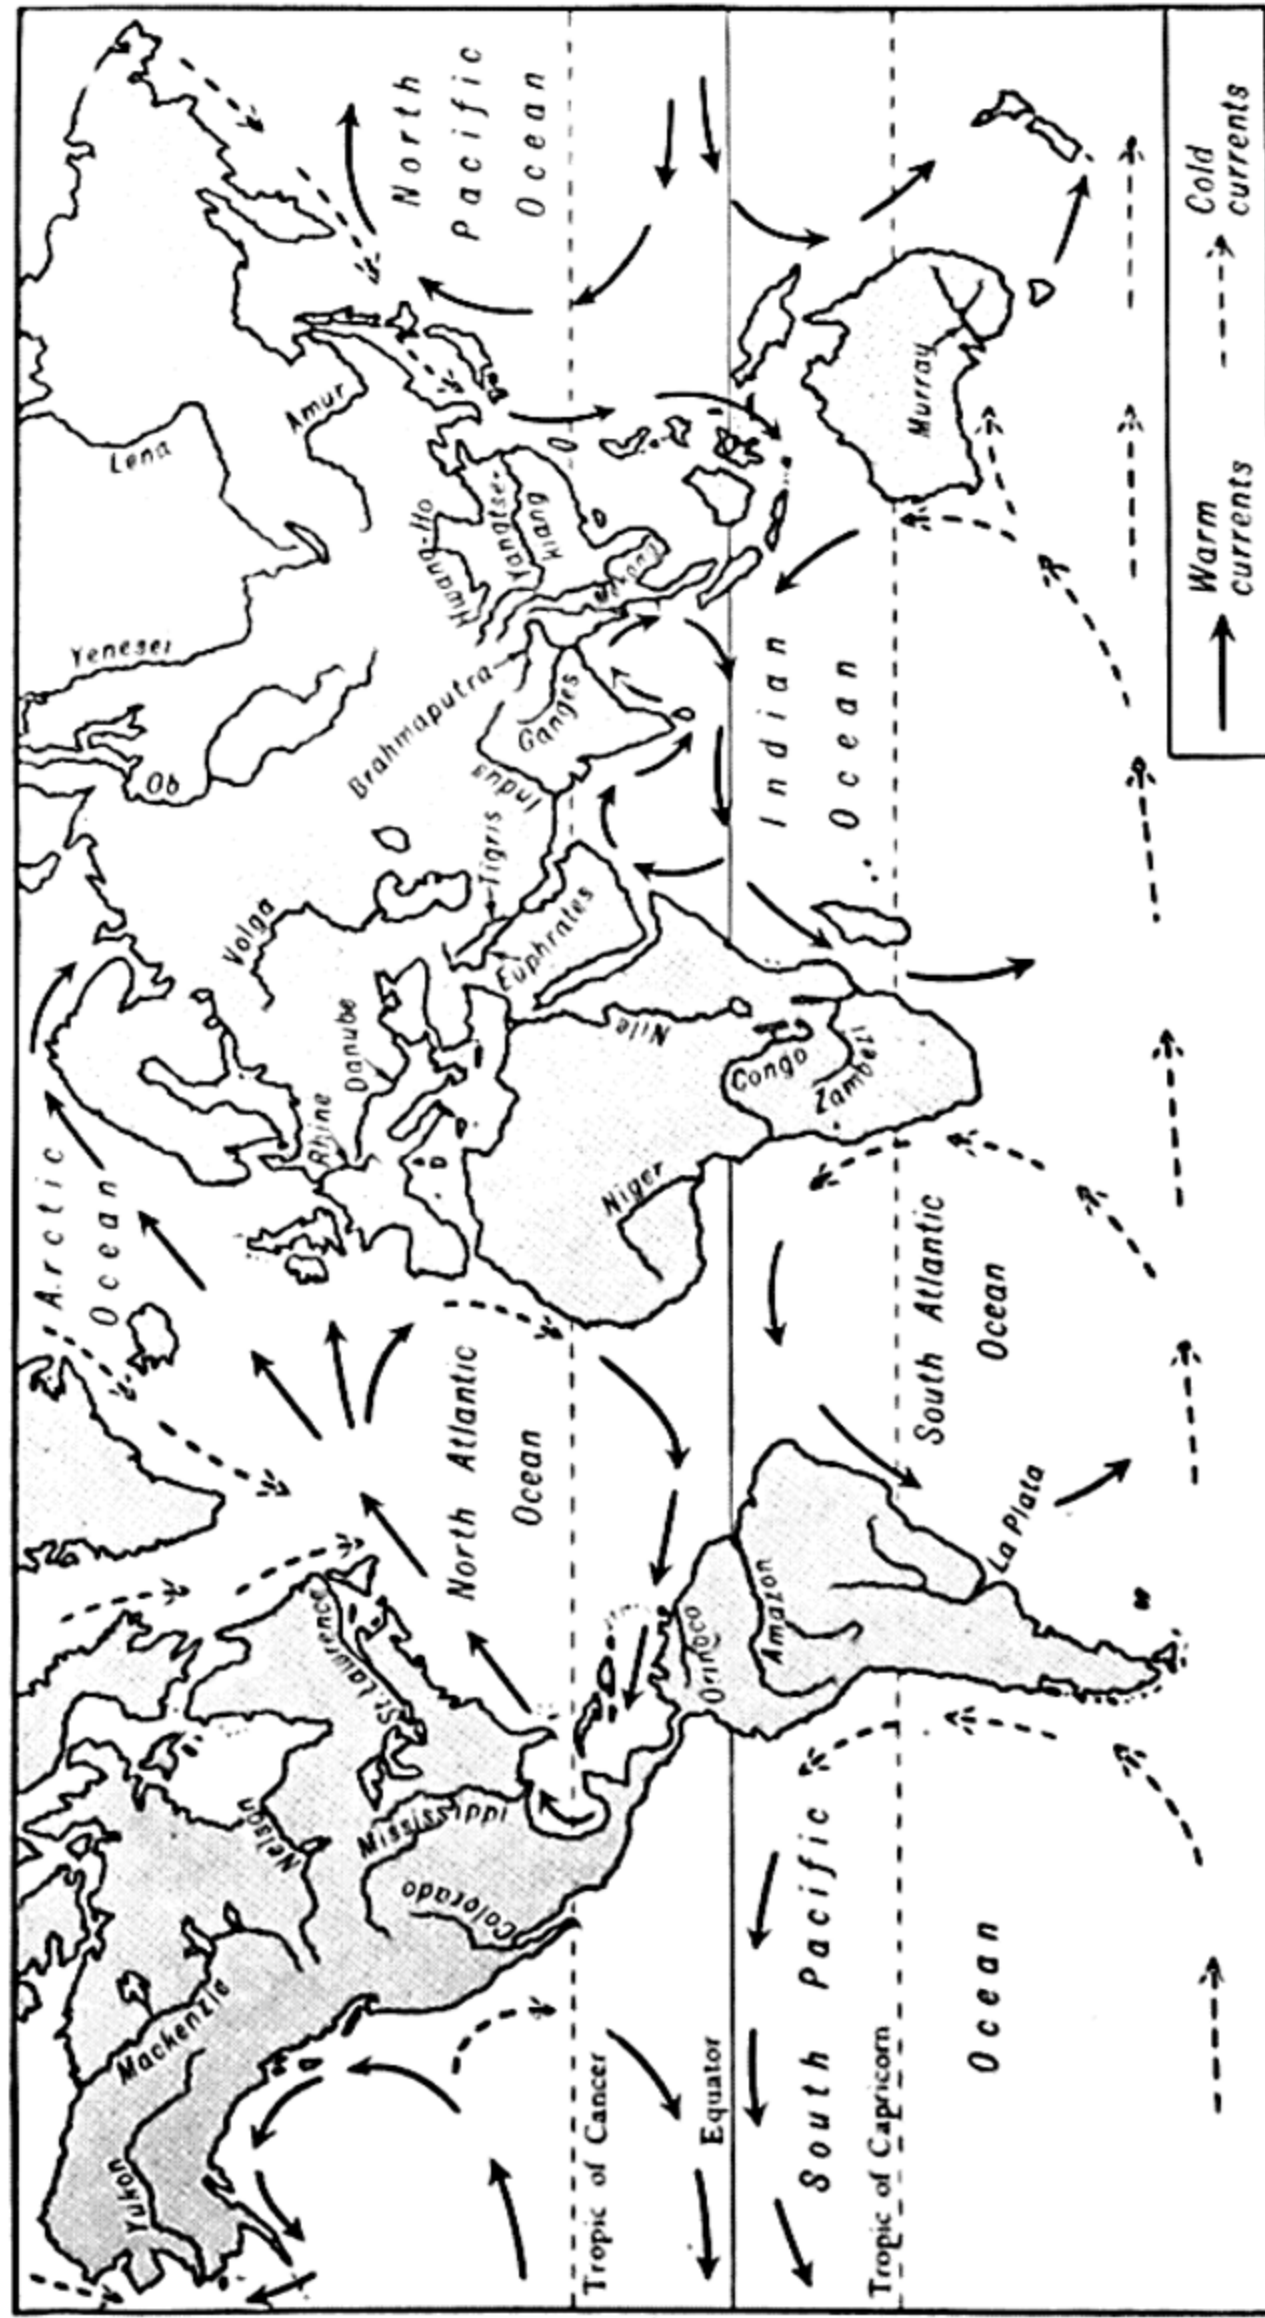 Arctic
Ocean
North
Pacific
Ocean
North Atlantic
Ocean
South Atlantic
Ocean
Indian
Ocean
South Pacific
Ocean
Tropic of Cancer
Equator
Tropic of Capricorn
Yukon
Mackenzie
Nelson
St. Lawrence
Mississippi
Colorado
Orinoco
Amazon
La Plata
Rhine
Danube
Volga
Ob
Yenesei
Lena
Amur
Hwang-Ho
Yangtse-
kiang
Brahmaputra
Ganges
Indus
Tigris
Euphrates
Nile
Niger
Congo
Zambezi
Murray
Warm
currents
Cold
currents